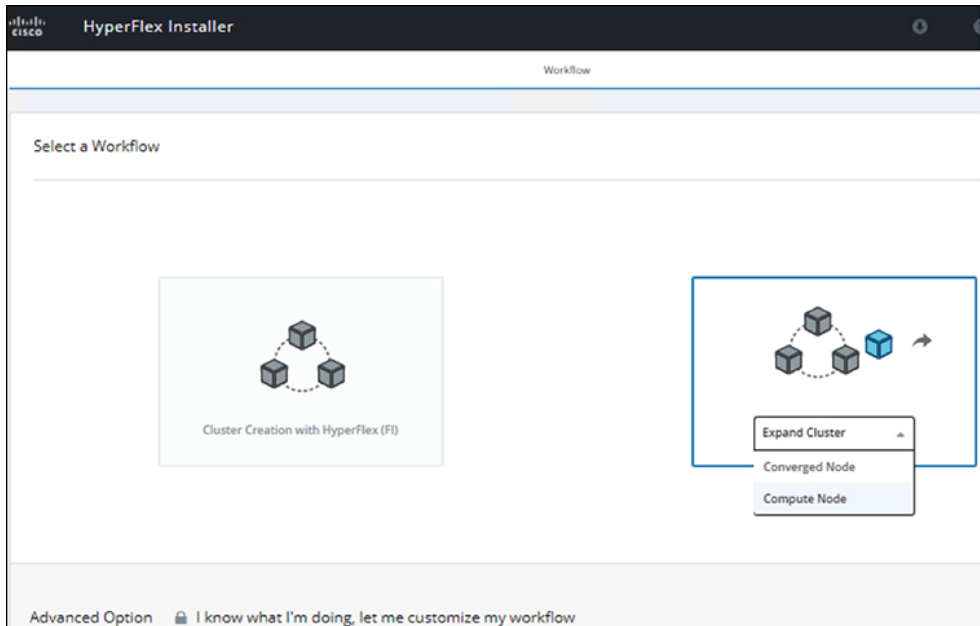 cisco
HyperFlex Installer
Workflow
Select a Workflow
Cluster Creation with HyperFlex (FI)
Expand Cluster
Converged Node
Compute Node
Advanced Option I know what I'm doing, let me customize my workflow